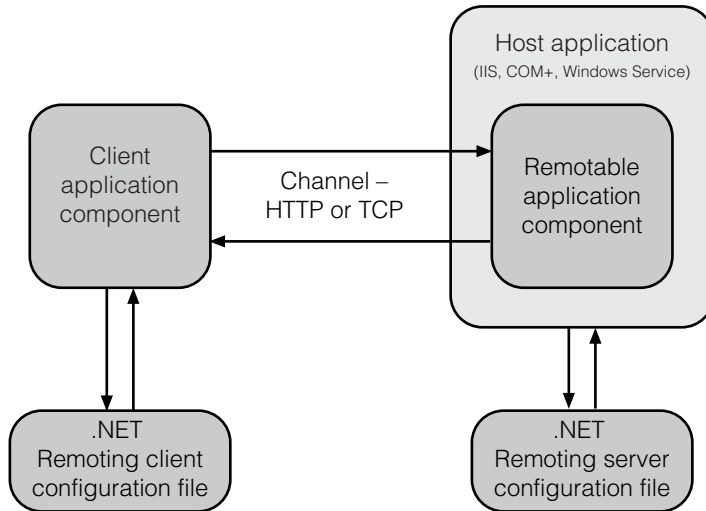 Host application
(IIS, COM+, Windows Service)
Client
application
component
Channel –
HTTP or TCP
Remotable
application
component
.NET
Remoting client
configuration file
.NET
Remoting server
configuration file